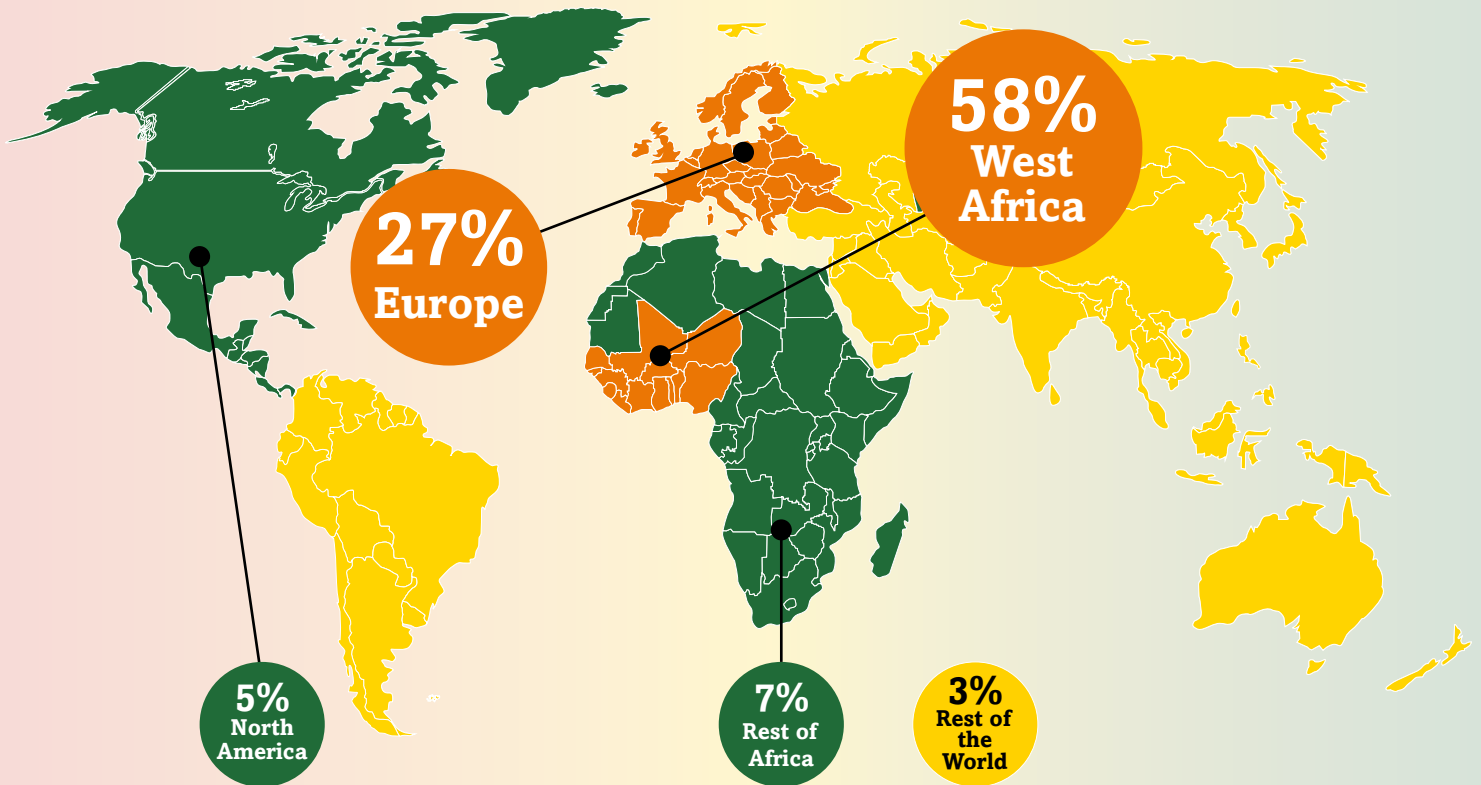 58%
West
Africa
27%
Europe
5%
North
America
7%
Rest of
Africa
3%
Rest of
the
World